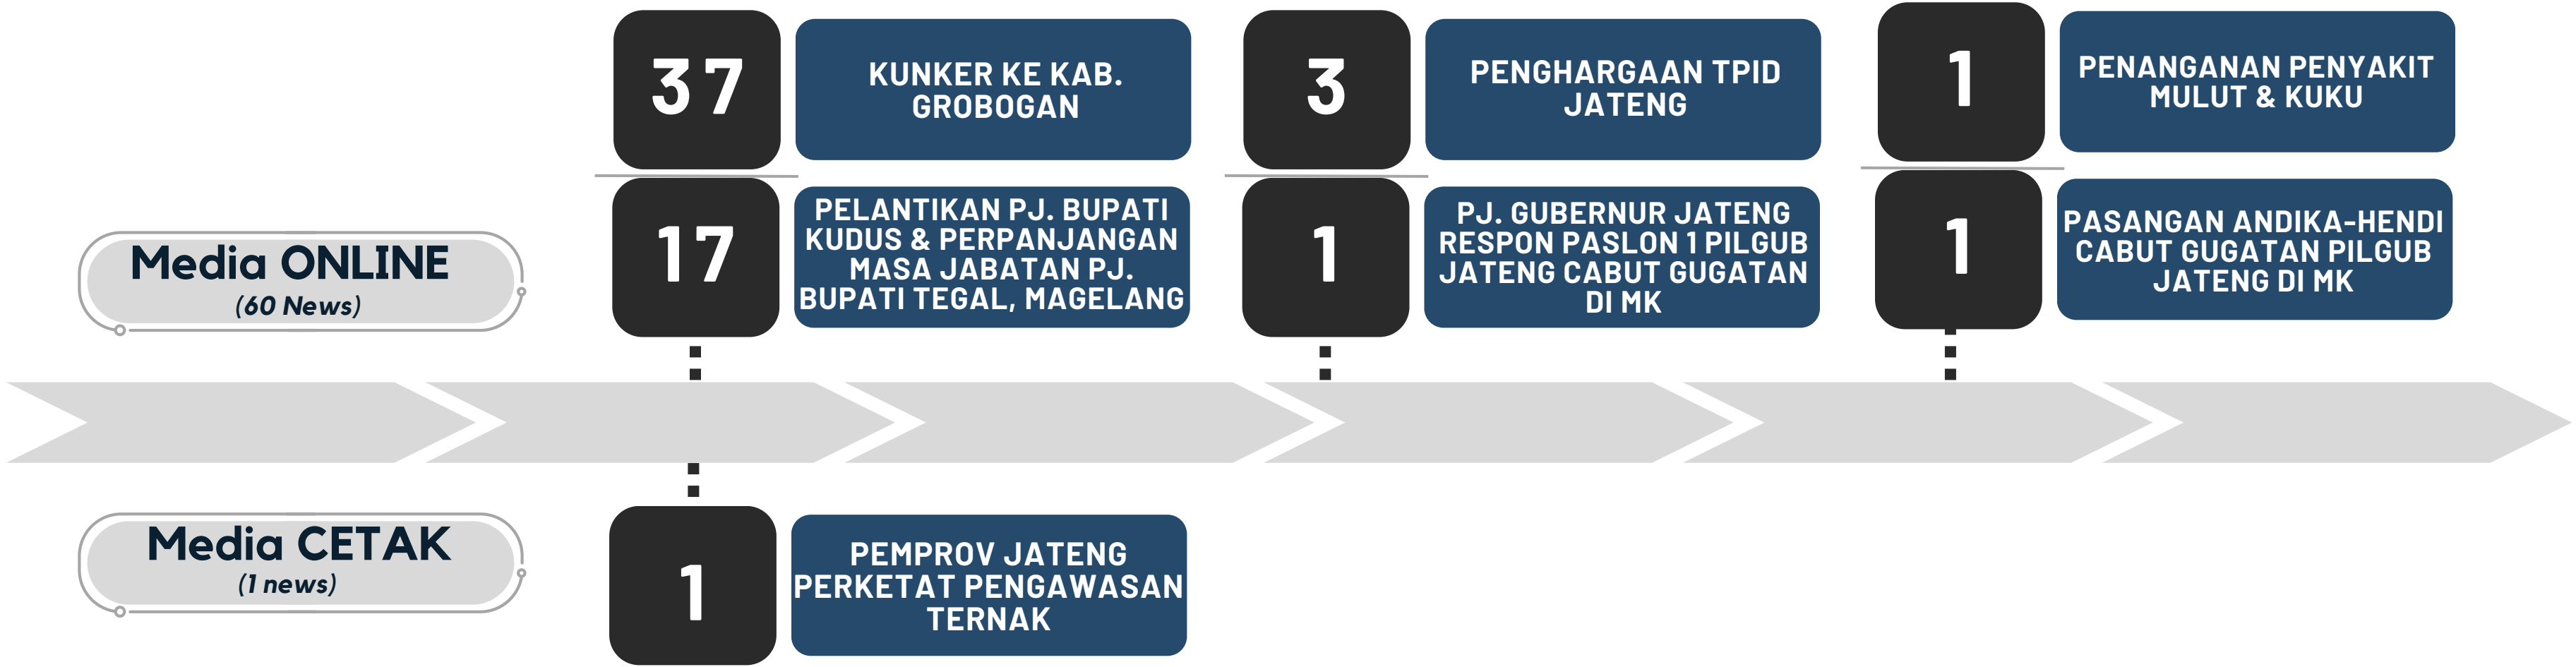 37
KUNKER KE KAB.
GROBOGAN
3
PENGHARGAAN TPID
JATENG
1
PENANGANAN PENYAKIT
MULUT & KUKU
Media ONLINE
(60 News)
17
PELANTIKAN PJ. BUPATI
KUDUS & PERPANJANGAN
MASA JABATAN PJ.
BUPATI TEGAL, MAGELANG
1
PJ. GUBERNUR JATENG
RESPON PASLON 1 PILGUB
JATENG CABUT GUGATAN
DI MK
1
PASANGAN ANDIKA-HENDI
CABUT GUGATAN PILGUB
JATENG DI MK
Media CETAK
(1 news)
1
PEMPROV JATENG
PERKETAT PENGAWASAN
TERNAK